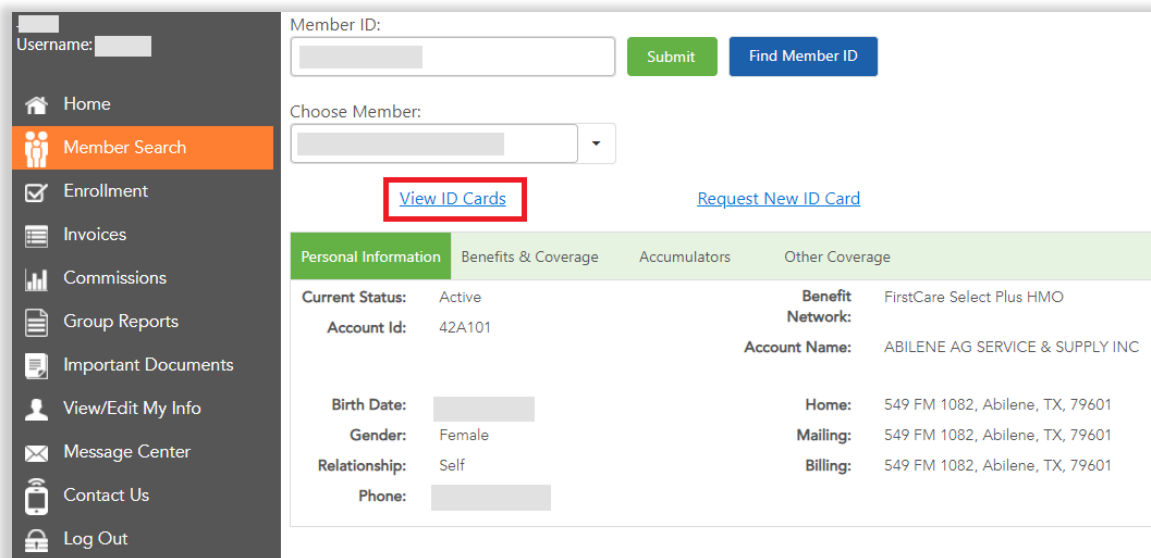 Username:
Home
Member Search
Enrollment
Invoices
Commissions
Group Reports
Important Documents
View/Edit My Info
Message Center
Contact Us
Log Out
Member ID:
Submit
Find Member ID
Choose Member:
View ID Cards
Request New ID Card
Personal Information
Benefits & Coverage
Accumulators
Other Coverage
Current Status: Active
Account Id: 42A101
Benefit
Network:
FirstCare Select Plus HMO
Account Name: ABILENE AG SERVICE & SUPPLY INC
Birth Date:
Gender: Female
Relationship: Self
Phone:
Home: 549 FM 1082, Abilene, TX, 79601
Mailing: 549 FM 1082, Abilene, TX, 79601
Billing: 549 FM 1082, Abilene, TX, 79601